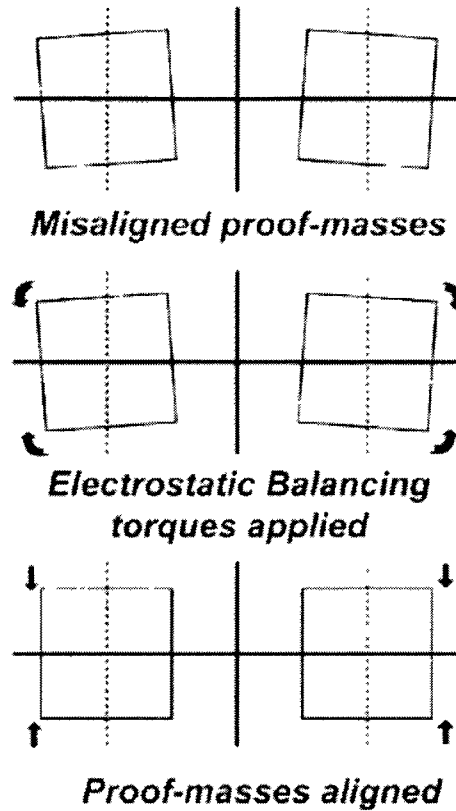 Misaligned proof-masses
Electrostatic Balancing
torques applied
Proof-masses aligned